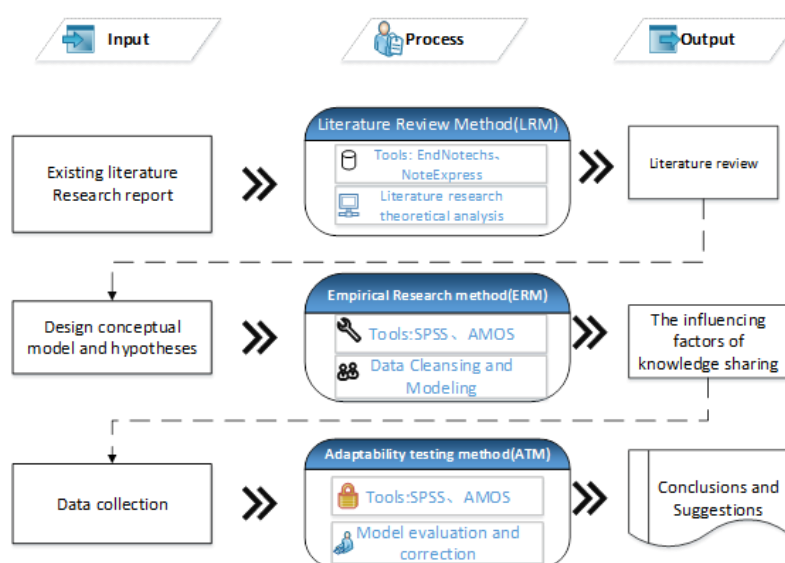 Input
Process
Output
Existing literature
Research report
Literature Review Method(LRM)
Tools: EndNotechs、
NoteExpress
Literature research
theoretical analysis
Literature review
Design conceptual
model and hypotheses
Empirical Research method(ERM)
Tools:SPSS、AMOS
Data Cleansing and
Modeling
The influencing
factors of
knowledge sharing
Data collection
Adaptability testing method(ATM)
Tools:SPSS、AMOS
Model evaluation and
correction
Conclusions and
Suggestions